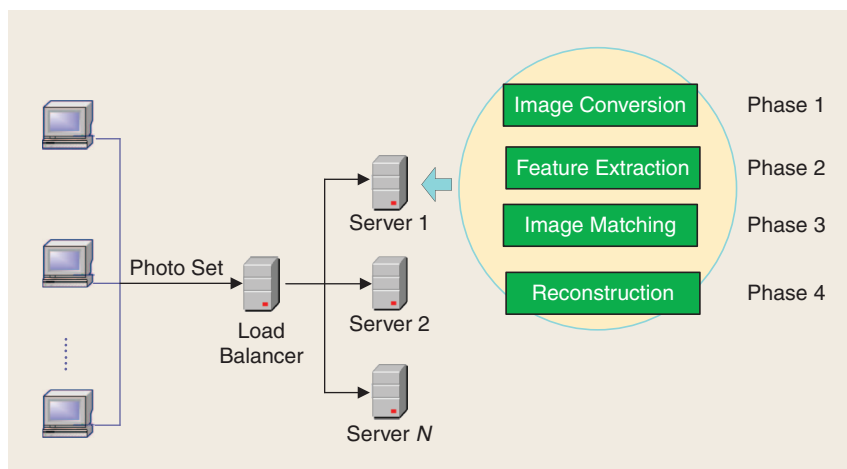 Image Conversion Phase 1
Feature Extraction Phase 2
Server 1
Image Matching Phase 3
Photo Set
Reconstruction Phase 4
Load
Balancer
Server 2
Server N